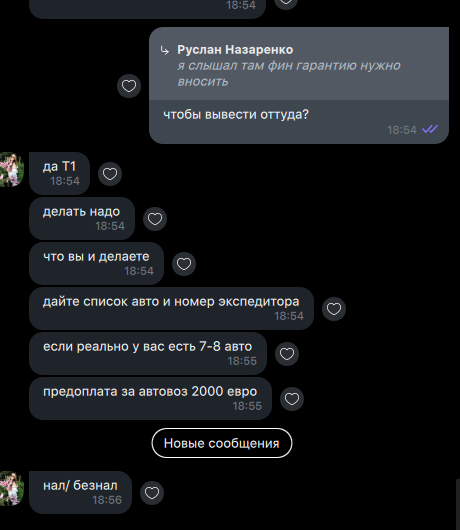 18:54
Руслан Назаренко
я слышал там фин гарантию нужно
вносить
чтобы вывести оттуда?
18:54
да Т1
18:54
делать надо
18:54
что вы и делаете
18:54
дайте список авто и номер экспедитора
18:54
если реально у вас есть 7-8 авто
18:55
предоплата за автовоз 2000 евро
18:55
Новые сообщения
нал/ безнал
18:56